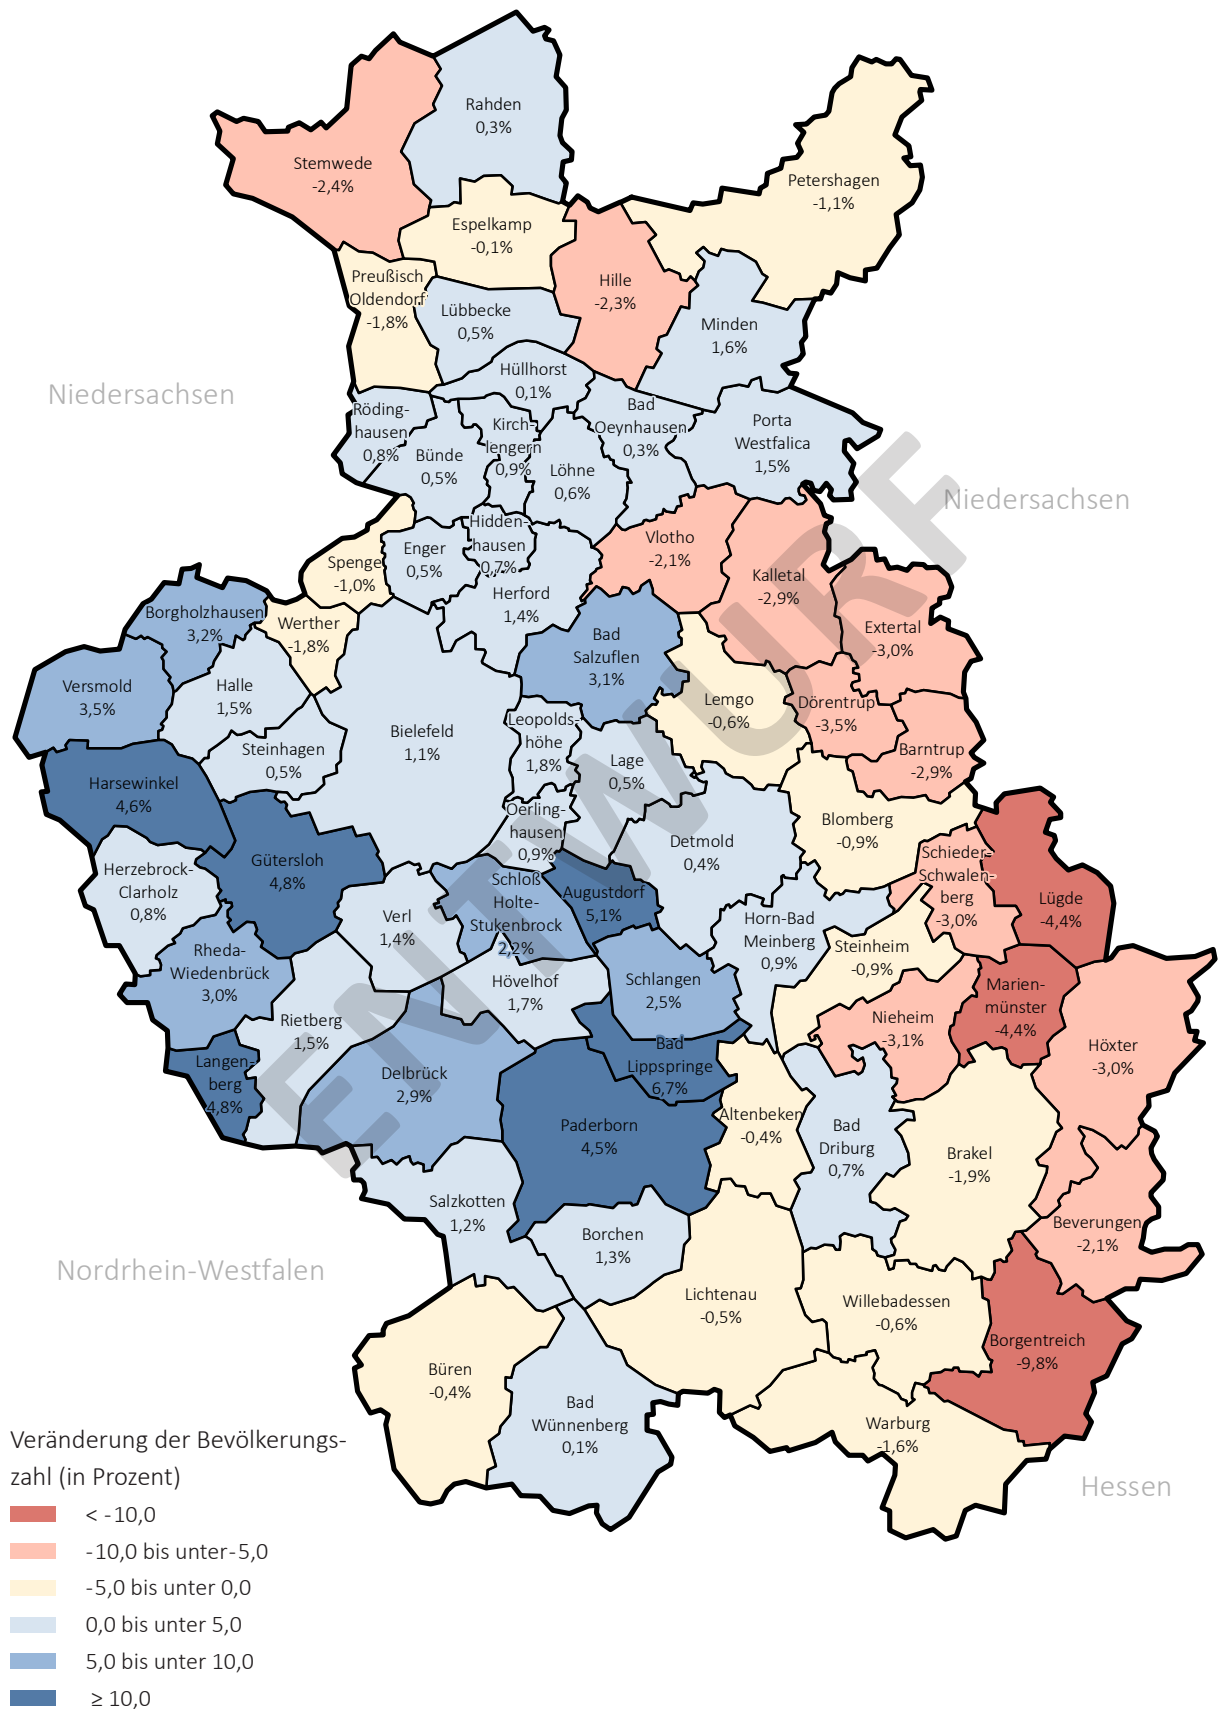 Rahden
0,3%
Stemwede
-2,4%
Petershagen
-1,1%
Espelkamp
-0,1%
Preußisch
Oldendorf
-1,8%
Hille
-2,3%
Lübbecke
0,5%
Minden
1,6%
Hüllhorst
0,1%
Niedersachsen
Röding-
hausen
0,8%
Kirch-
lengern
0,9%
Bad
Oeynhausen
0,3%
Porta
Westfalica
1,5%
Bünde
0,5%
Löhne
0,6%
Niedersachsen
Hidden-
hausen
0,7%
Vlotho
-2,1%
Enger
0,5%
Spenge
-1,0%
Kalletal
-2,9%
Herford
1,4%
Borgholzhausen
3,2%
Werther
-1,8%
Bad
Salzuflen
3,1%
Extertal
-3,0%
Versmold
3,5%
Halle
1,5%
Lemgo
-0,6%
Dörentrup
-3,5%
Leopolds-
höhe
1,8%
Bielefeld
1,1%
Steinhagen
0,5%
Barntrup
-2,9%
Lage
0,5%
Harsewinkel
4,6%
Oerling-
hausen
0,9%
Blomberg
-0,9%
Detmold
0,4%
Gütersloh
4,8%
Schieder-
Schwalen-
berg
-3,0%
Herzebrock-
Clarholz
0,8%
Schloß
Holte-
Stukenbrock
2,2%
Augustdorf
5,1%
Lügde
-4,4%
Verl
1,4%
Horn-Bad
Meinberg
0,9%
Steinheim
-0,9%
Rheda-
Wiedenbrück
3,0%
Hövelhof
1,7%
Schlangen
2,5%
Marien-
münster
-4,4%
Rietberg
1,5%
Nieheim
-3,1%
Bad
Lippspringe
6,7%
Höxter
-3,0%
Langen-
berg
4,8%
Delbrück
2,9%
Altenbeken
-0,4%
Paderborn
4,5%
Bad
Driburg
0,7%
Brakel
-1,9%
Salzkotten
1,2%
Beverungen
-2,1%
Borchen
1,3%
Nordrhein-Westfalen
Lichtenau
-0,5%
Willebadessen
-0,6%
Borgentreich
-9,8%
Büren
-0,4%
Bad
Wünnenberg
0,1%
Warburg
-1,6%
Hessen
ENTWURF
Veränderung der Bevölkerungs-
zahl (in Prozent)
< -10,0
-10,0 bis unter-5,0
-5,0 bis unter 0,0
0,0 bis unter 5,0
5,0 bis unter 10,0
≥ 10,0